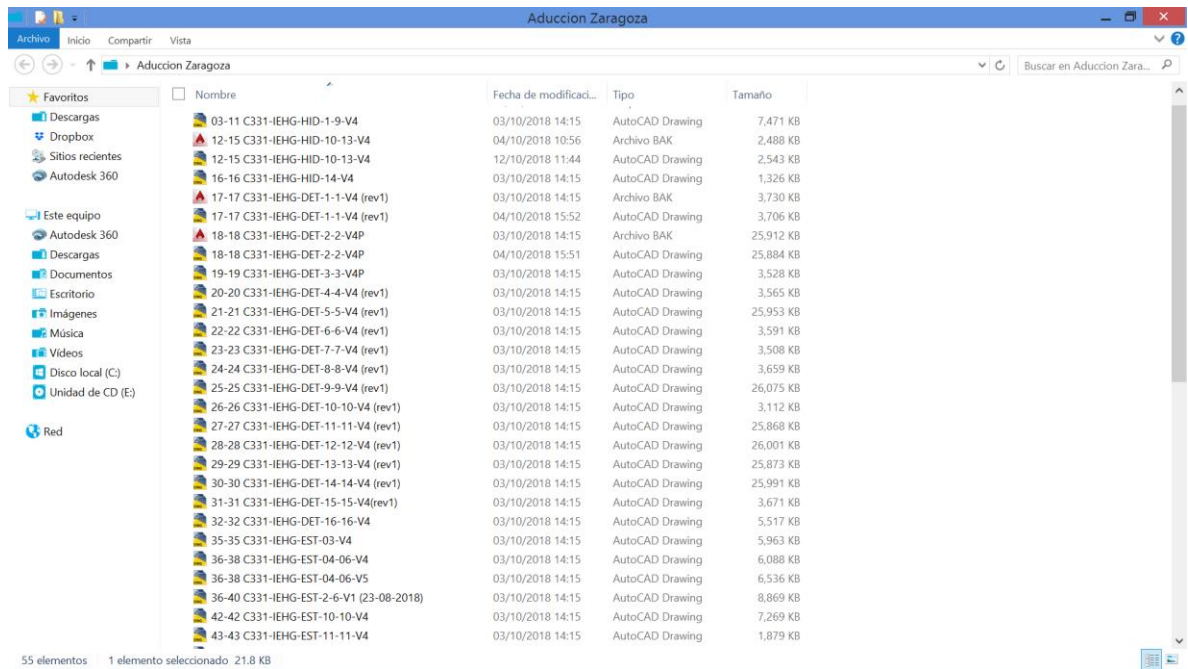 Aduccion Zaragoza
Archivo Inicio Compartir Vista
Aduccion Zaragoza Buscar en Aduccion Zara...
Favoritos
Descargas
Dropbox
Sitios recientes
Autodesk 360
Este equipo
Autodesk 360
Descargas
Documentos
Escritorio
Imágenes
Música
Vídeos
Disco local (C:)
Unidad de CD (E:)
Red
Nombre Fecha de modificaci... Tipo Tamaño
03-11 C331-IEHG-HID-1-9-V4 03/10/2018 14:15 AutoCAD Drawing 7,471 KB
12-15 C331-IEHG-HID-10-13-V4 04/10/2018 10:56 Archivo BAK 2,488 KB
12-15 C331-IEHG-HID-10-13-V4 12/10/2018 11:44 AutoCAD Drawing 2,543 KB
16-16 C331-IEHG-HID-14-V4 03/10/2018 14:15 AutoCAD Drawing 1,326 KB
17-17 C331-IEHG-DET-1-1-V4 (rev1) 03/10/2018 14:15 Archivo BAK 3,730 KB
17-17 C331-IEHG-DET-1-1-V4 (rev1) 04/10/2018 15:52 AutoCAD Drawing 3,706 KB
18-18 C331-IEHG-DET-2-2-V4P 03/10/2018 14:15 Archivo BAK 25,912 KB
18-18 C331-IEHG-DET-2-2-V4P 04/10/2018 15:51 AutoCAD Drawing 25,884 KB
19-19 C331-IEHG-DET-3-3-V4P 03/10/2018 14:15 AutoCAD Drawing 3,528 KB
20-20 C331-IEHG-DET-4-4-V4 (rev1) 03/10/2018 14:15 AutoCAD Drawing 3,565 KB
21-21 C331-IEHG-DET-5-5-V4 (rev1) 03/10/2018 14:15 AutoCAD Drawing 25,953 KB
22-22 C331-IEHG-DET-6-6-V4 (rev1) 03/10/2018 14:15 AutoCAD Drawing 3,591 KB
23-23 C331-IEHG-DET-7-7-V4 (rev1) 03/10/2018 14:15 AutoCAD Drawing 3,508 KB
24-24 C331-IEHG-DET-8-8-V4 (rev1) 03/10/2018 14:15 AutoCAD Drawing 3,659 KB
25-25 C331-IEHG-DET-9-9-V4 (rev1) 03/10/2018 14:15 AutoCAD Drawing 26,075 KB
26-26 C331-IEHG-DET-10-10-V4 (rev1) 03/10/2018 14:15 AutoCAD Drawing 3,112 KB
27-27 C331-IEHG-DET-11-11-V4 (rev1) 03/10/2018 14:15 AutoCAD Drawing 25,868 KB
28-28 C331-IEHG-DET-12-12-V4 (rev1) 03/10/2018 14:15 AutoCAD Drawing 26,001 KB
29-29 C331-IEHG-DET-13-13-V4 (rev1) 03/10/2018 14:15 AutoCAD Drawing 25,873 KB
30-30 C331-IEHG-DET-14-14-V4 (rev1) 03/10/2018 14:15 AutoCAD Drawing 25,991 KB
31-31 C331-IEHG-DET-15-15-V4(rev1) 03/10/2018 14:15 AutoCAD Drawing 3,671 KB
32-32 C331-IEHG-DET-16-16-V4 03/10/2018 14:15 AutoCAD Drawing 5,517 KB
35-35 C331-IEHG-EST-03-V4 03/10/2018 14:15 AutoCAD Drawing 5,963 KB
36-38 C331-IEHG-EST-04-06-V4 03/10/2018 14:15 AutoCAD Drawing 6,088 KB
36-38 C331-IEHG-EST-04-06-V5 03/10/2018 14:15 AutoCAD Drawing 6,536 KB
36-40 C331-IEHG-EST-2-6-V1 (23-08-2018) 03/10/2018 14:15 AutoCAD Drawing 8,869 KB
42-42 C331-IEHG-EST-10-10-V4 03/10/2018 14:15 AutoCAD Drawing 7,269 KB
43-43 C331-IEHG-EST-11-11-V4 03/10/2018 14:15 AutoCAD Drawing 1,879 KB
55 elementos 1 elemento seleccionado 21.8 KB